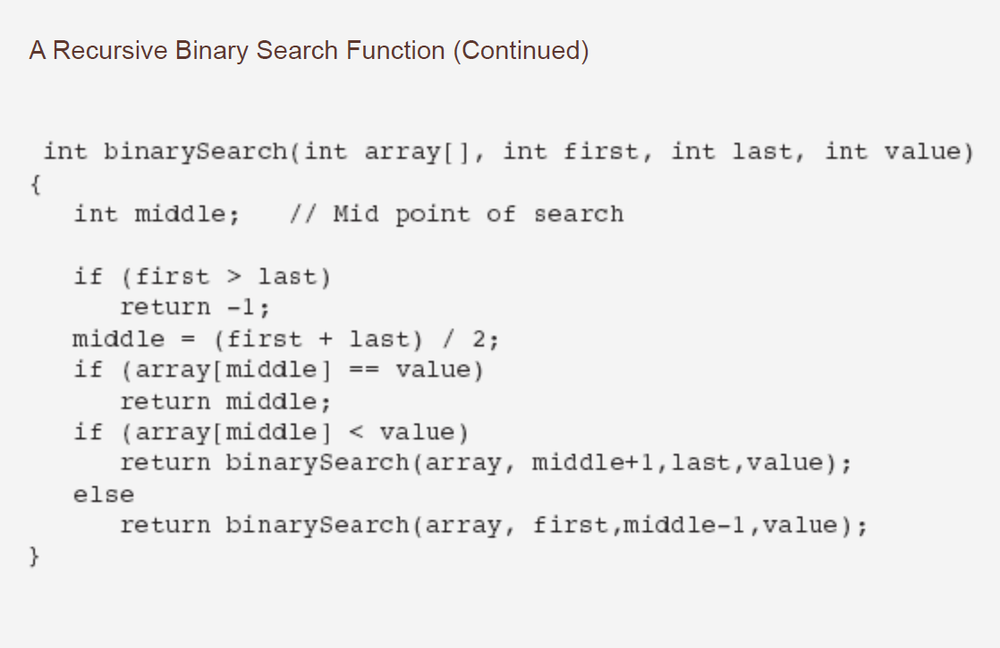 A Recursive Binary Search Function (Continued)
int binarySearch(int array[], int first, int last, int value)
{
int middle; // Mid point of search
if (first > last)
return -1;
middle = (first + last) / 2;
if (array[middle] == value)
return middle;
if (array[middle] < value)
return binarySearch(array, middle+1,last,value);
else
return binarySearch(array, first,middle-1,value);
}